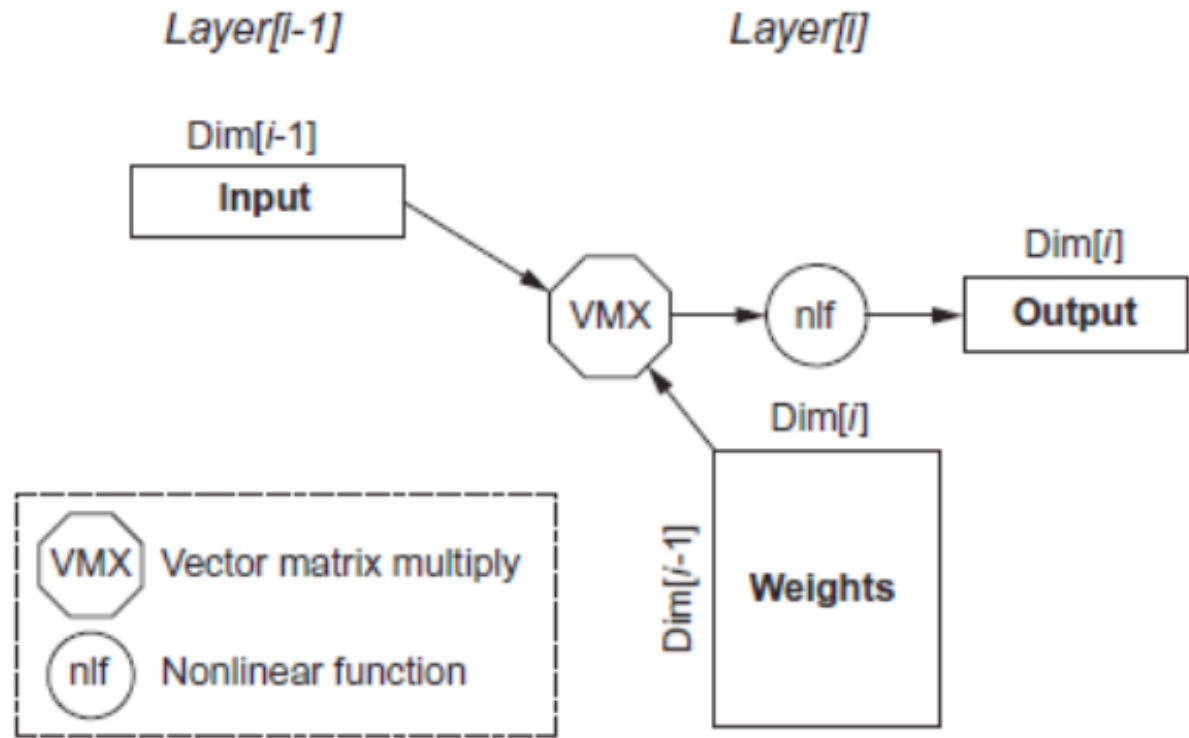 Layer[i-1]
Layer[i]
Dim[i-1]
Input
VMX
nlf
Dim[i]
Output
Dim[i]
Dim[i-1]
Weights
VMX Vector matrix multiply
nlf Nonlinear function